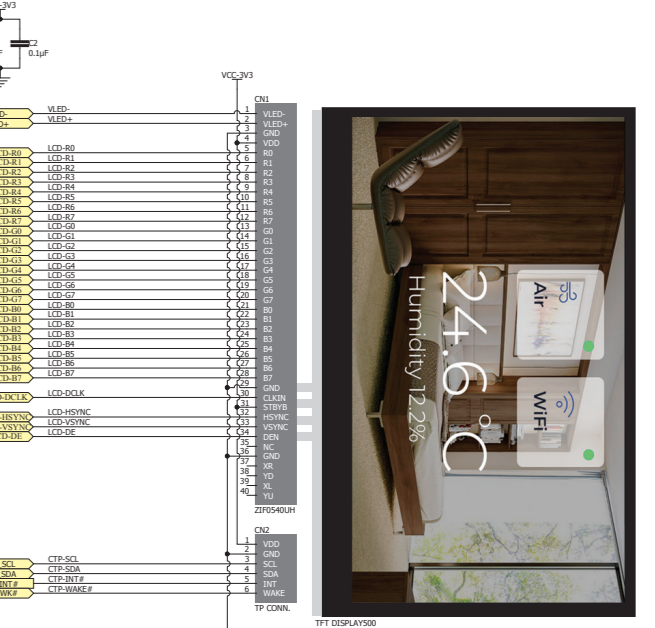 -3V3
C2
0.1µF
VCC-3V3
CN1
VLED-
VLED+
LCD-R0
LCD-R1
LCD-R2
LCD-R3
LCD-R4
LCD-R5
LCD-R6
LCD-R7
LCD-G0
LCD-G1
LCD-G2
LCD-G3
LCD-G4
LCD-G5
LCD-G6
LCD-G7
LCD-B0
LCD-B1
LCD-B2
LCD-B3
LCD-B4
LCD-B5
LCD-B6
LCD-B7
LCD-DCLK
LCD-HSYNC
LCD-VSYNC
LCD-DE
1 VLED-
2 VLED+
3 GND
4 VDD
5 R0
6 R1
7 R2
8 R3
9 R4
10 R5
11 R6
12 R7
13 G0
14 G1
15 G2
16 G3
17 G4
18 G5
19 G6
20 G7
21 B0
22 B1
23 B2
24 B3
25 B4
26 B5
27 B6
28 B7
29 GND
30 CLKIN
31 STBYB
32 HSYNC
33 VSYNC
34 DEN
35 NC
36 GND
37 XR
38 YD
39 XL
40 YU
ZIF0540UH
CN2
CTP-SCL
CTP-SDA
CTP-INT#
CTP-WAKE#
1 VDD
2 GND
3 SCL
4 SDA
5 INT
6 WAKE
TP CONN.
Air
WiFi
24.6°C
Humidity 12.2%
TFT DISPLAY500